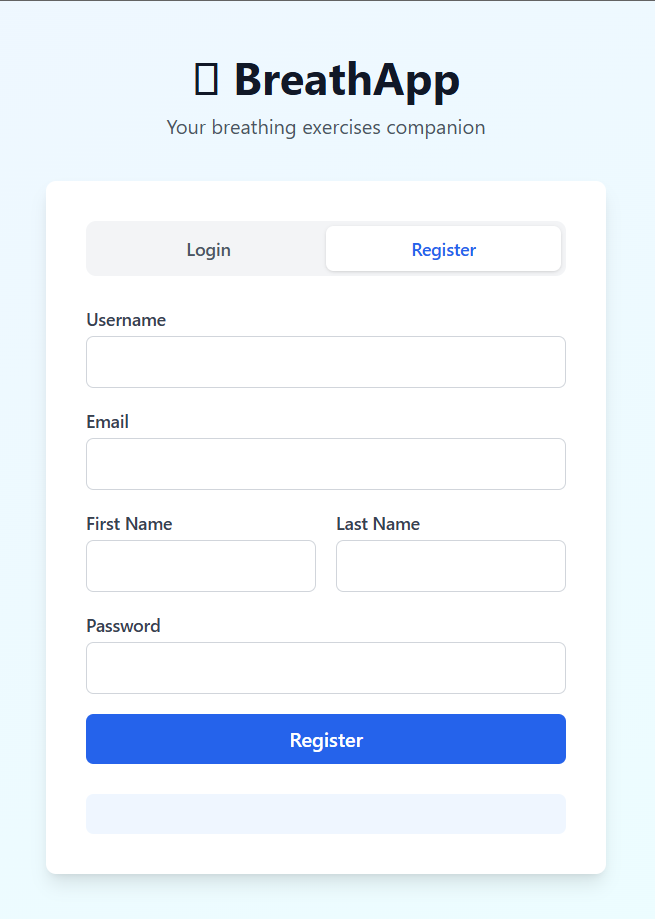 BreathApp
Your breathing exercises companion
Login Register
Username
Email
First Name Last Name
Password
Register